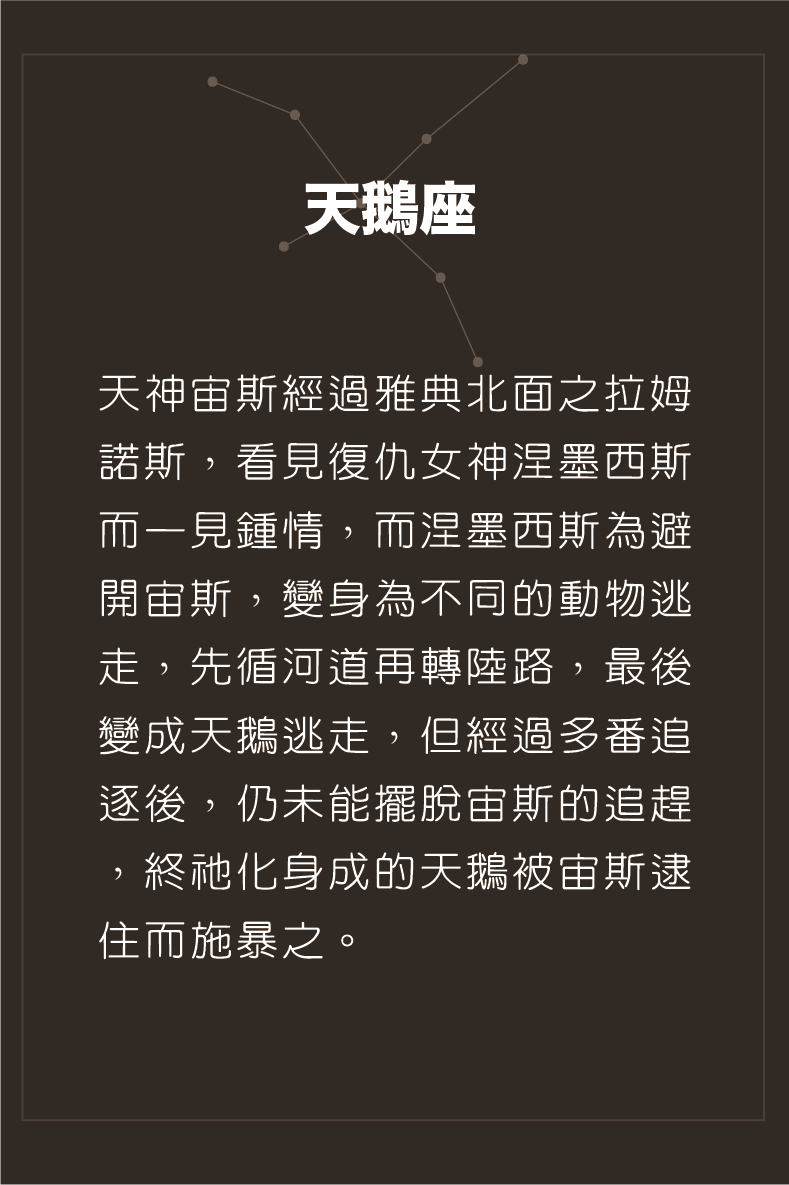 天鵝座
天神宙斯經過雅典北面之拉姆
諾斯，看見復仇女神涅墨西斯
而一見鍾情，而涅墨西斯為避
開宙斯，變身為不同的動物逃
走，先循河道再轉陸路，最後
變成天鵝逃走，但經過多番追
逐後，仍未能擺脫宙斯的追趕
，終祂化身成的天鵝被宙斯逮
住而施暴之。